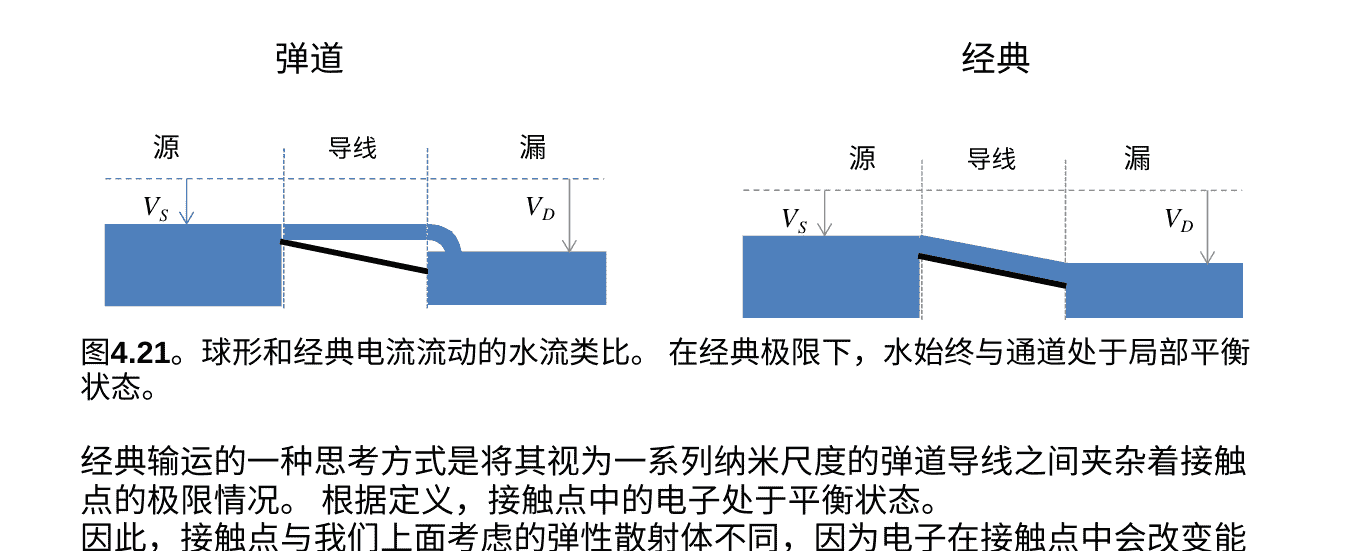 弹道
经典
源 导线 漏
V_S
V_D
源 导线 漏
V_S
V_D
图4.21。球形和经典电流流动的水流类比。 在经典极限下，水始终与通道处于局部平衡
状态。
经典输运的一种思考方式是将其视为一系列纳米尺度的弹道导线之间夹杂着接触
点的极限情况。 根据定义，接触点中的电子处于平衡状态。
因此，接触点与我们上面考虑的弹性散射体不同，因为电子在接触点中会改变能